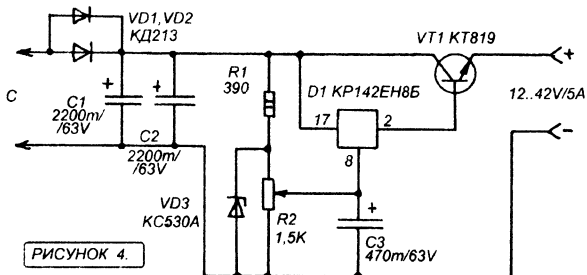 VD1,VD2
КД213
VT1 КТ819
R1
390
D1 КР142ЕН8Б
+
12..42V/5A
−
С
+
+
C1
2200m/
/63V
C2
2200m/
/63V
17
2
8
VD3
КС530А
R2
1,5K
+
C3
470m/63V
РИСУНОК 4.